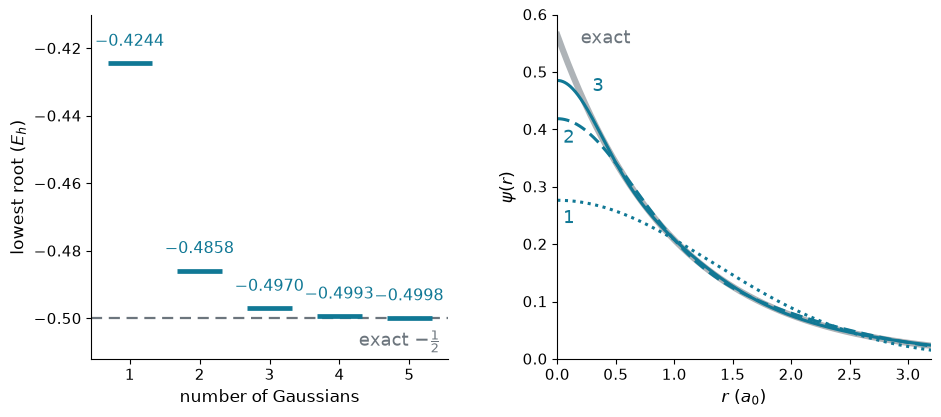 −0.42
−0.44
−0.46
−0.48
−0.50
lowest root (E_h)
−0.4244
−0.4858
−0.4970
−0.4993
−0.4998
exact −1/2
1 2 3 4 5
number of Gaussians
0.6
0.5
0.4
0.3
0.2
0.1
0.0
ψ(r)
exact
3
2
1
0.0 0.5 1.0 1.5 2.0 2.5 3.0
r (a₀)